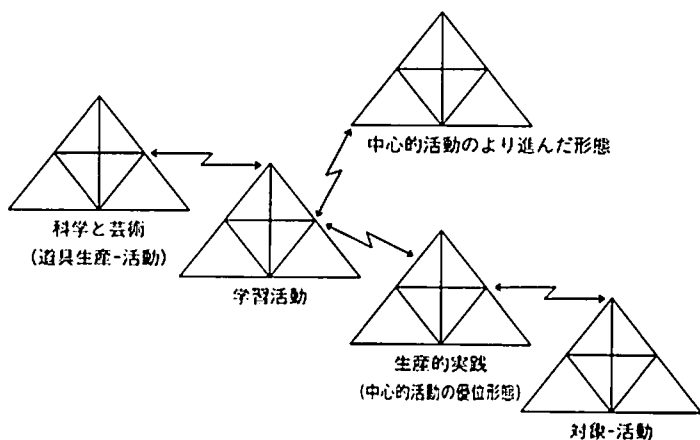 中心的活動のより進んだ形態
科学と芸術
(道具生産-活動)
学習活動
生産的実践
(中心的活動の優位形態)
対象-活動